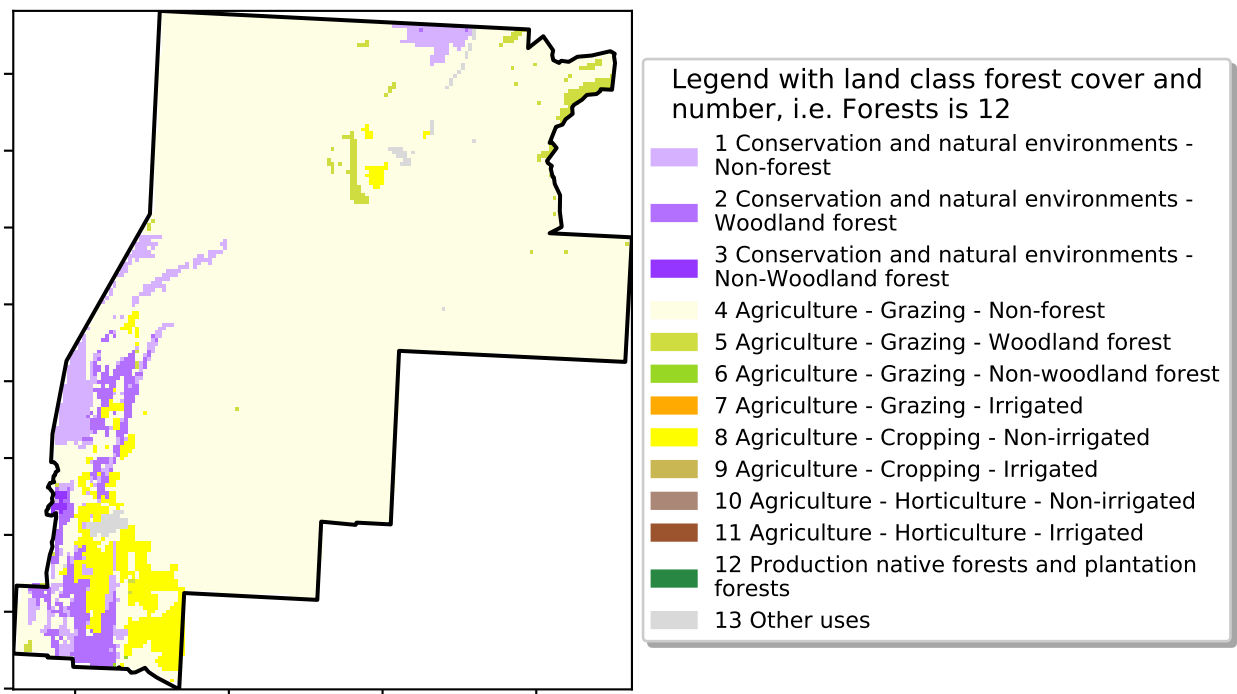 Legend with land class forest cover and
number, i.e. Forests is 12
1 Conservation and natural environments -
Non-forest
2 Conservation and natural environments -
Woodland forest
3 Conservation and natural environments -
Non-Woodland forest
4 Agriculture - Grazing - Non-forest
5 Agriculture - Grazing - Woodland forest
6 Agriculture - Grazing - Non-woodland forest
7 Agriculture - Grazing - Irrigated
8 Agriculture - Cropping - Non-irrigated
9 Agriculture - Cropping - Irrigated
10 Agriculture - Horticulture - Non-irrigated
11 Agriculture - Horticulture - Irrigated
12 Production native forests and plantation
forests
13 Other uses